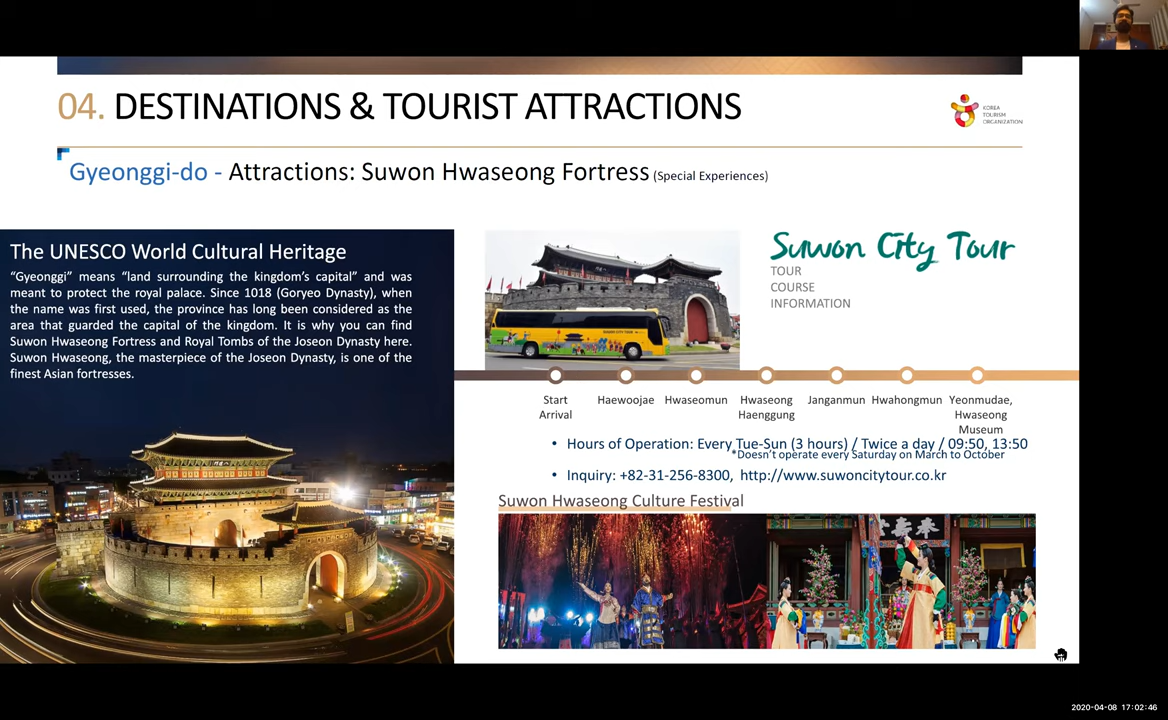 04. DESTINATIONS & TOURIST ATTRACTIONS
KOREA
TOURISM
ORGANIZATION
Gyeonggi-do - Attractions: Suwon Hwaseong Fortress (Special Experiences)
The UNESCO World Cultural Heritage
“Gyeonggi” means “land surrounding the kingdom’s capital” and was
meant to protect the royal palace. Since 1018 (Goryeo Dynasty), when
the name was first used, the province has long been considered as the
area that guarded the capital of the kingdom. It is why you can find
Suwon Hwaseong Fortress and Royal Tombs of the Joseon Dynasty here.
Suwon Hwaseong, the masterpiece of the Joseon Dynasty, is one of the
finest Asian fortresses.
Suwon City Tour
TOUR
COURSE
INFORMATION
Start
Arrival
Haewoojae
Hwaseomun
Hwaseong
Haenggung
Janganmun
Hwahongmun
Yeonmudae,
Hwaseong
Museum
• Hours of Operation: Every Tue-Sun (3 hours) / Twice a day / 09:50, 13:50
*Doesn’t operate every Saturday on March to October
• Inquiry: +82-31-256-8300, http://www.suwoncitytour.co.kr
Suwon Hwaseong Culture Festival
2020-04-08 17:02:46